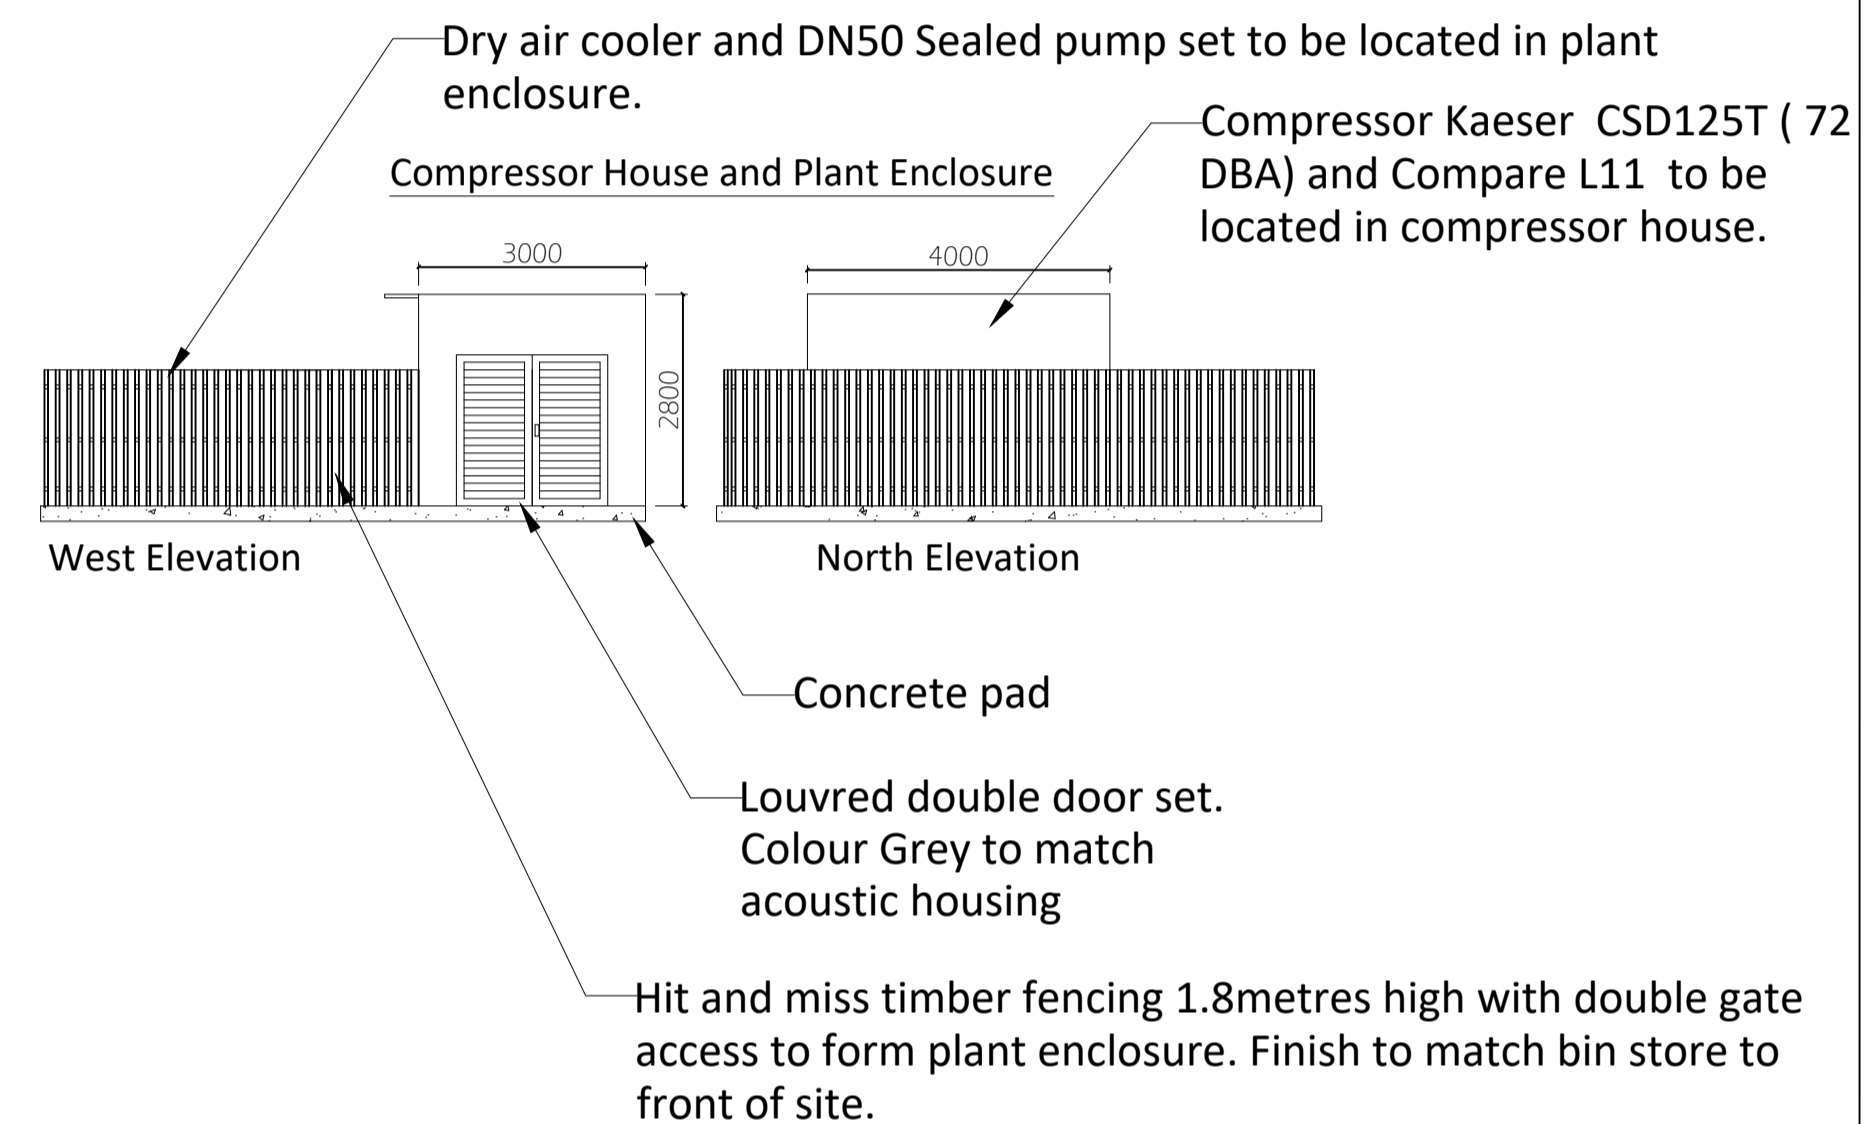 Dry air cooler and DN50 Sealed pump set to be located in plant
enclosure.
Compressor Kaeser CSD125T ( 72
DBA) and Compare L11 to be
located in compressor house.
Compressor House and Plant Enclosure
3000
4000
2800
West Elevation
North Elevation
Concrete pad
Louvred double door set.
Colour Grey to match
acoustic housing
Hit and miss timber fencing 1.8metres high with double gate
access to form plant enclosure. Finish to match bin store to
front of site.